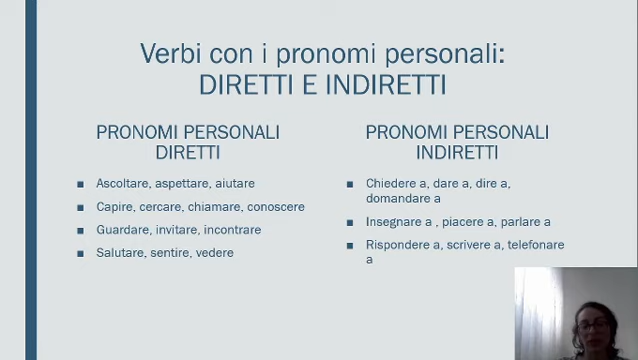 Verbi con i pronomi personali:
DIRETTI E INDIRETTI
PRONOMI PERSONALI
DIRETTI
■ Ascoltare, aspettare, aiutare
■ Capire, cercare, chiamare, conoscere
■ Guardare, invitare, incontrare
■ Salutare, sentire, vedere
PRONOMI PERSONALI
INDIRETTI
■ Chiedere a, dare a, dire a,
domandare a
■ Insegnare a , piacere a, parlare a
■ Rispondere a, scrivere a, telefonare
a